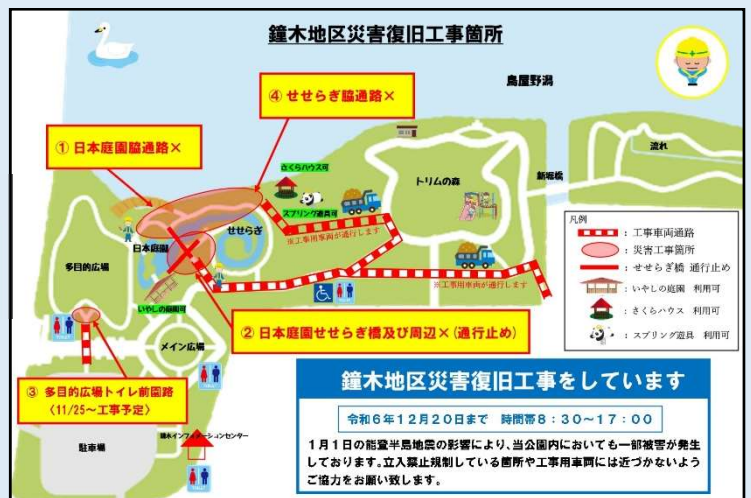 鐘木地区災害復旧工事箇所
鳥屋野潟
④ せせらぎ脇通路×
① 日本庭園脇通路×
さくらハウス可
トリムの森
新堀橋
流れ
スプリング遊具可
せせらぎ
※工事用車両が通行します
日本庭園
多目的広場
※工事用車両が通行します
いやしの庭園可
② 日本庭園せせらぎ橋及び周辺×(通行止め)
メイン広場
③ 多目的広場トイレ前園路
〈11/25~工事予定〉
鐘木インフォメーションセンター
駐車場
凡例
:工事車両通路
:災害工事箇所
:せせらぎ橋 通行止め
:いやしの庭園 利用可
:さくらハウス 利用可
:スプリング遊具 利用可
鐘木地区災害復旧工事をしています
令和6年12月20日まで 時間帯8:30~17:00
1月1日の能登半島地震の影響により、当公園内においても一部被害が発生
しております。立入禁止規制している箇所や工事用車両には近づかないよう
ご協力をお願い致します。